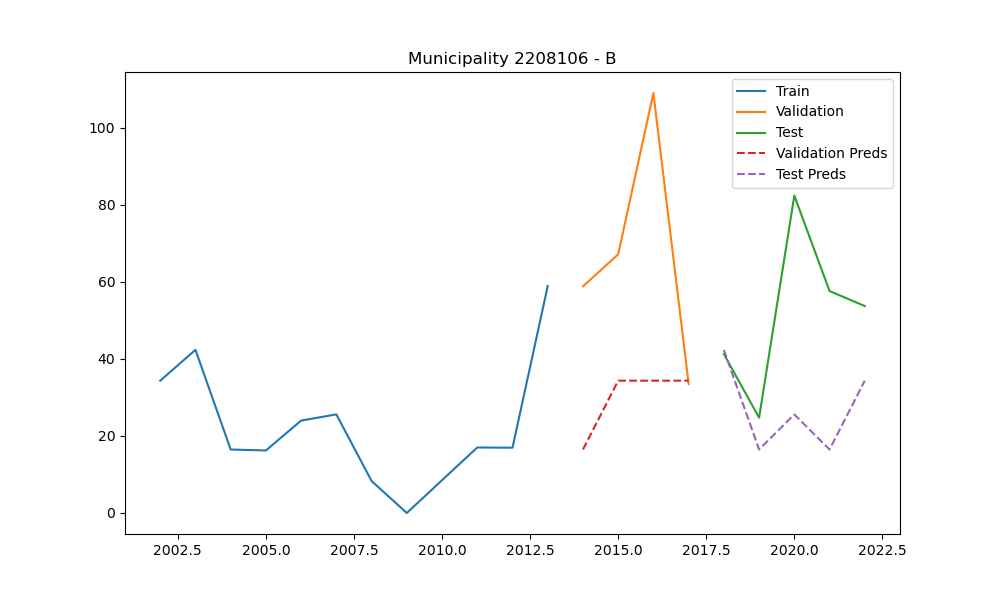 Municipality 2208106 - B
Train
Validation
Test
Validation Preds
Test Preds
100
80
60
40
20
0
2002.5 2005.0 2007.5 2010.0 2012.5 2015.0 2017.5 2020.0 2022.5